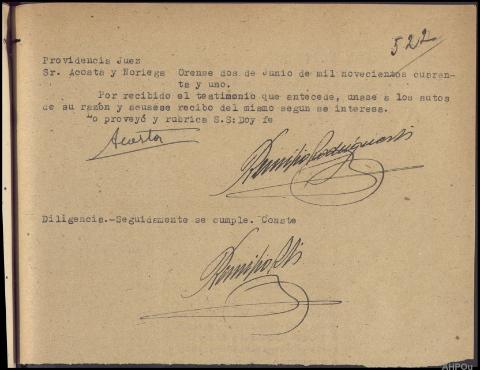 522
Providencia Juez
Sr. Acosta y Noriega Orense dos de Junio de mil novecientos cuaren-
ta y uno.
Por recibido el testimonio que antecede, unase a los autos
de su razón y acusese recibo del mismo segun se interesa.
Lo proveyó y rubrica S.S:Doy fe
Acosta
Diligencia.-Seguidamente se cumple. Conste
AHPOu